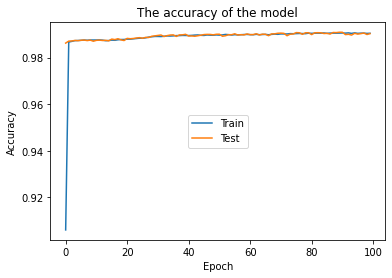 The accuracy of the model
Accuracy
0.98
0.96
0.94
0.92
Train
Test
0 20 40 60 80 100
Epoch